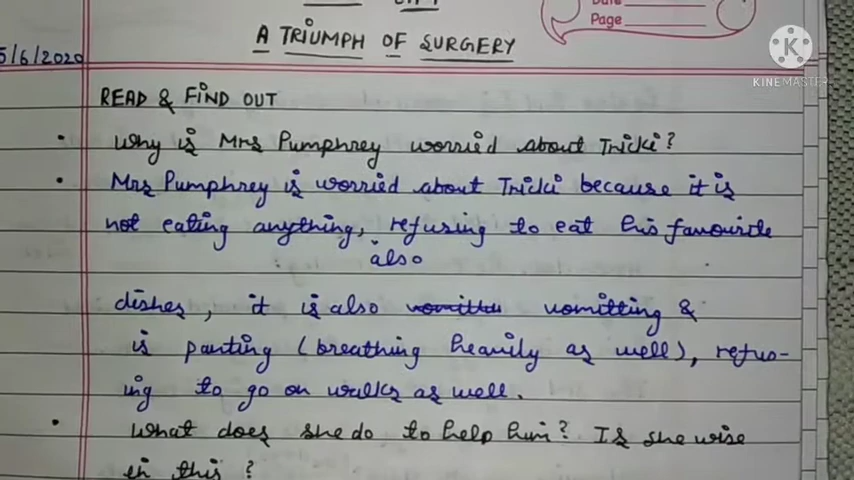 Date
Page
A TRIUMPH OF SURGERY
5/6/2020
KINEMASTER
READ & FIND OUT
Why is Mrs Pumphrey worried about Tricki?
Mrs Pumphrey is worried about Tricki because it is
not eating anything, refusing to eat his favourite
also
dishes, it is also vomitting &
is panting (breathing heavily as well), refus-
ing to go on walks as well.
What does she do to help him? Is she wise
in this?